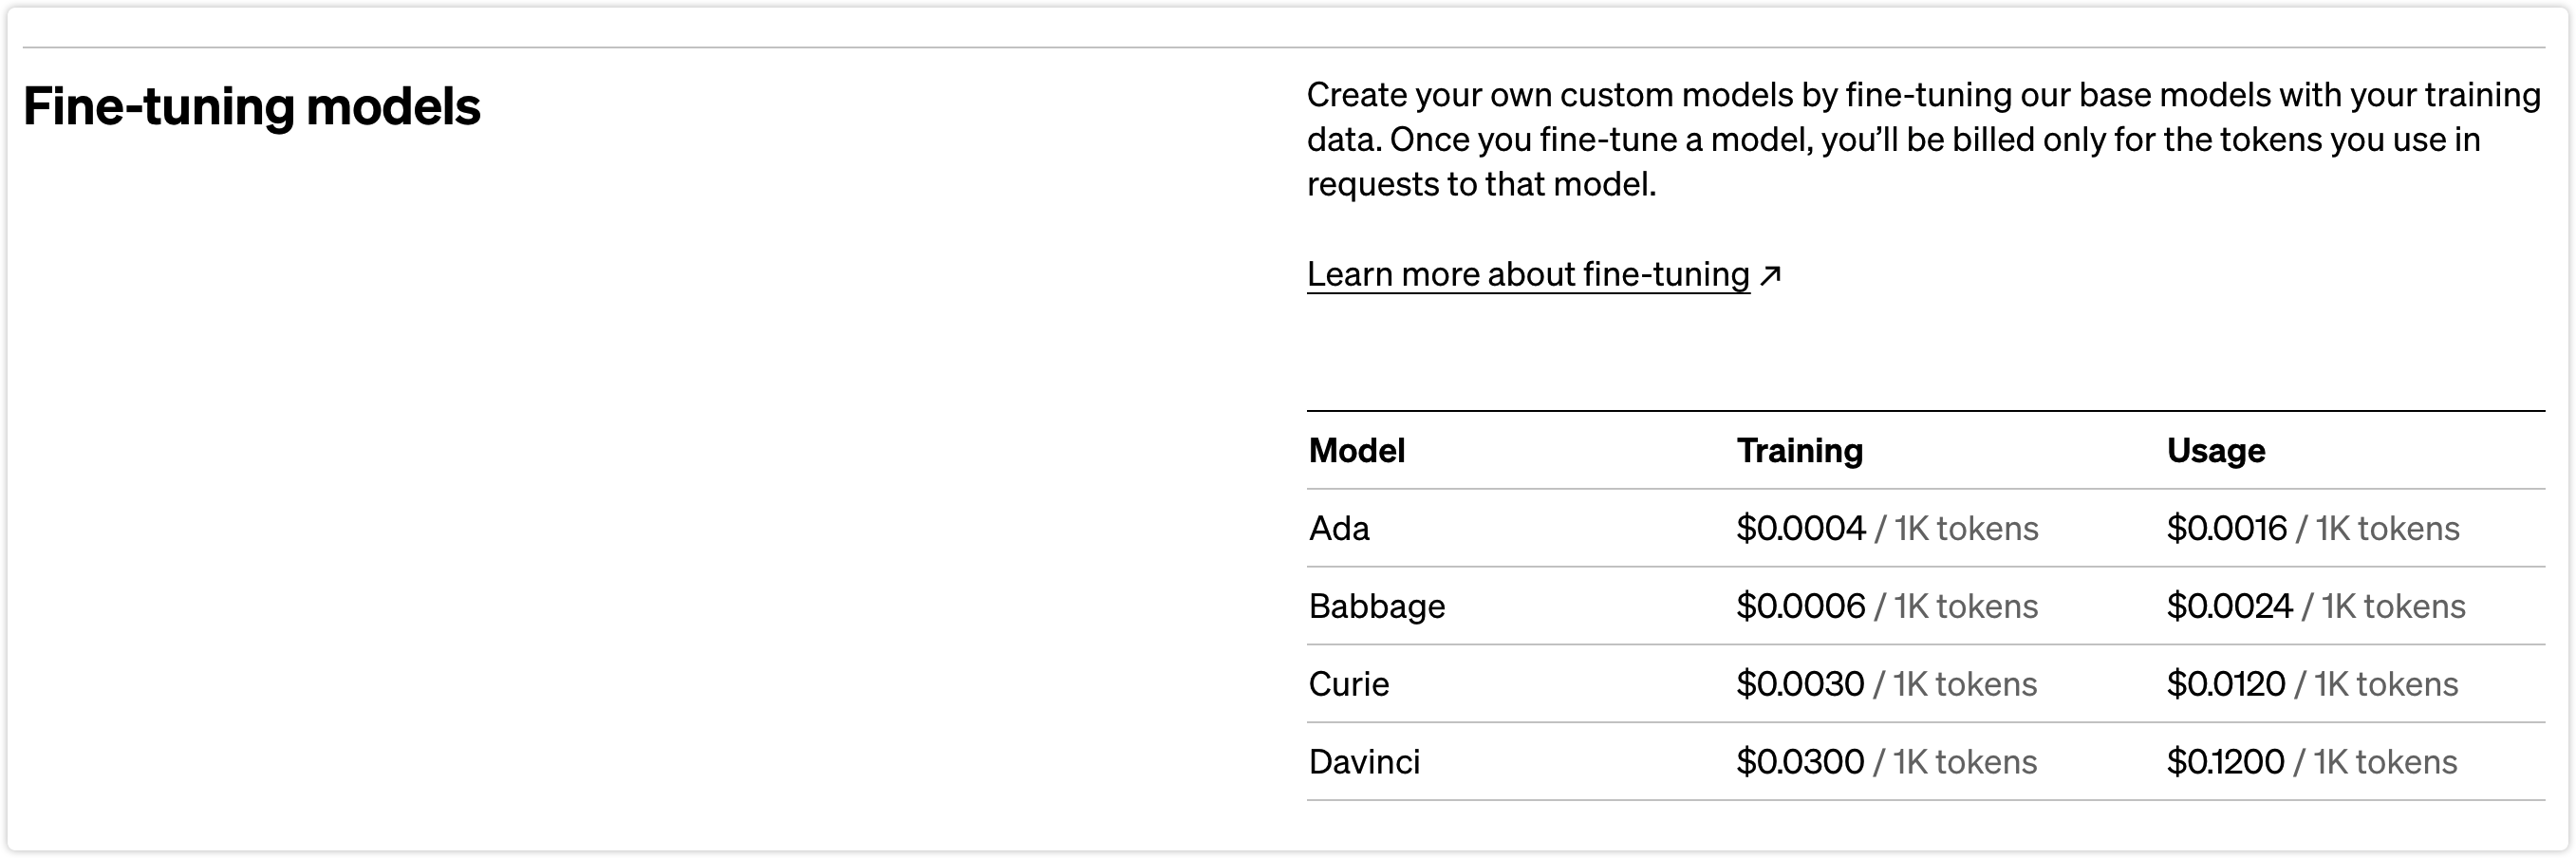 Fine-tuning models
Create your own custom models by fine-tuning our base models with your training
data. Once you fine-tune a model, you’ll be billed only for the tokens you use in
requests to that model.
Learn more about fine-tuning ↗
Model Training Usage
Ada $0.0004 / 1K tokens $0.0016 / 1K tokens
Babbage $0.0006 / 1K tokens $0.0024 / 1K tokens
Curie $0.0030 / 1K tokens $0.0120 / 1K tokens
Davinci $0.0300 / 1K tokens $0.1200 / 1K tokens